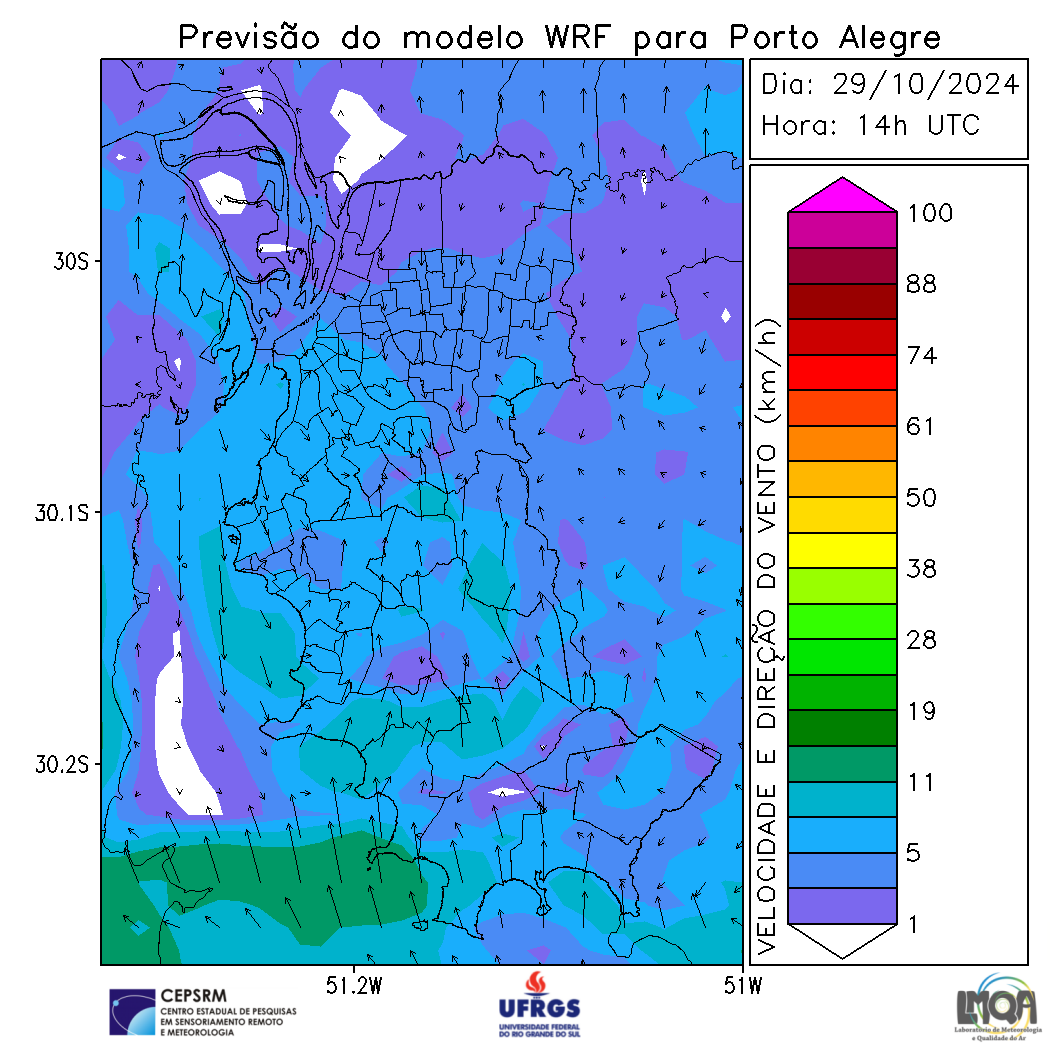 Previsão do modelo WRF para Porto Alegre
Dia: 29/10/2024
Hora: 14h UTC
30S
30.1S
30.2S
51.2W
51W
VELOCIDADE E DIREÇÃO DO VENTO (km/h)
100
88
74
61
50
38
28
19
11
5
1
CEPSRM
CENTRO ESTADUAL DE PESQUISAS
EM SENSORIAMENTO REMOTO
E METEOROLOGIA
UFRGS
UNIVERSIDADE FEDERAL
DO RIO GRANDE DO SUL
LMQA
Laboratório de Meteorologia
e Qualidade do Ar